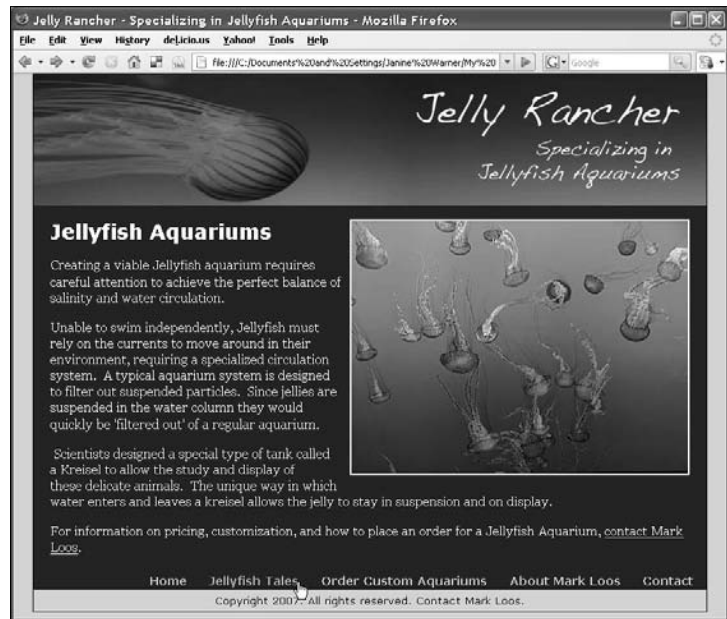 Jelly Rancher - Specializing in Jellyfish Aquariums - Mozilla Firefox
File Edit View History del.icio.us Yahoo! Tools Help
file:///C:/Documents%20and%20Settings/Janine%20Warner/My%20
Google
Jelly Rancher
Specializing in
Jellyfish Aquariums
Jellyfish Aquariums
Creating a viable Jellyfish aquarium requires
careful attention to achieve the perfect balance of
salinity and water circulation.
Unable to swim independently, Jellyfish must
rely on the currents to move around in their
environment, requiring a specialized circulation
system. A typical aquarium system is designed
to filter out suspended particles. Since jellies are
suspended in the water column they would
quickly be 'filtered out' of a regular aquarium.
Scientists designed a special type of tank called
a Kreisel to allow the study and display of
these delicate animals. The unique way in which
water enters and leaves a kreisel allows the jelly to stay in suspension and on display.
For information on pricing, customization, and how to place an order for a Jellyfish Aquarium, contact Mark
Loos.
Home Jellyfish Tales Order Custom Aquariums About Mark Loos Contact
Copyright 2007. All rights reserved. Contact Mark Loos.